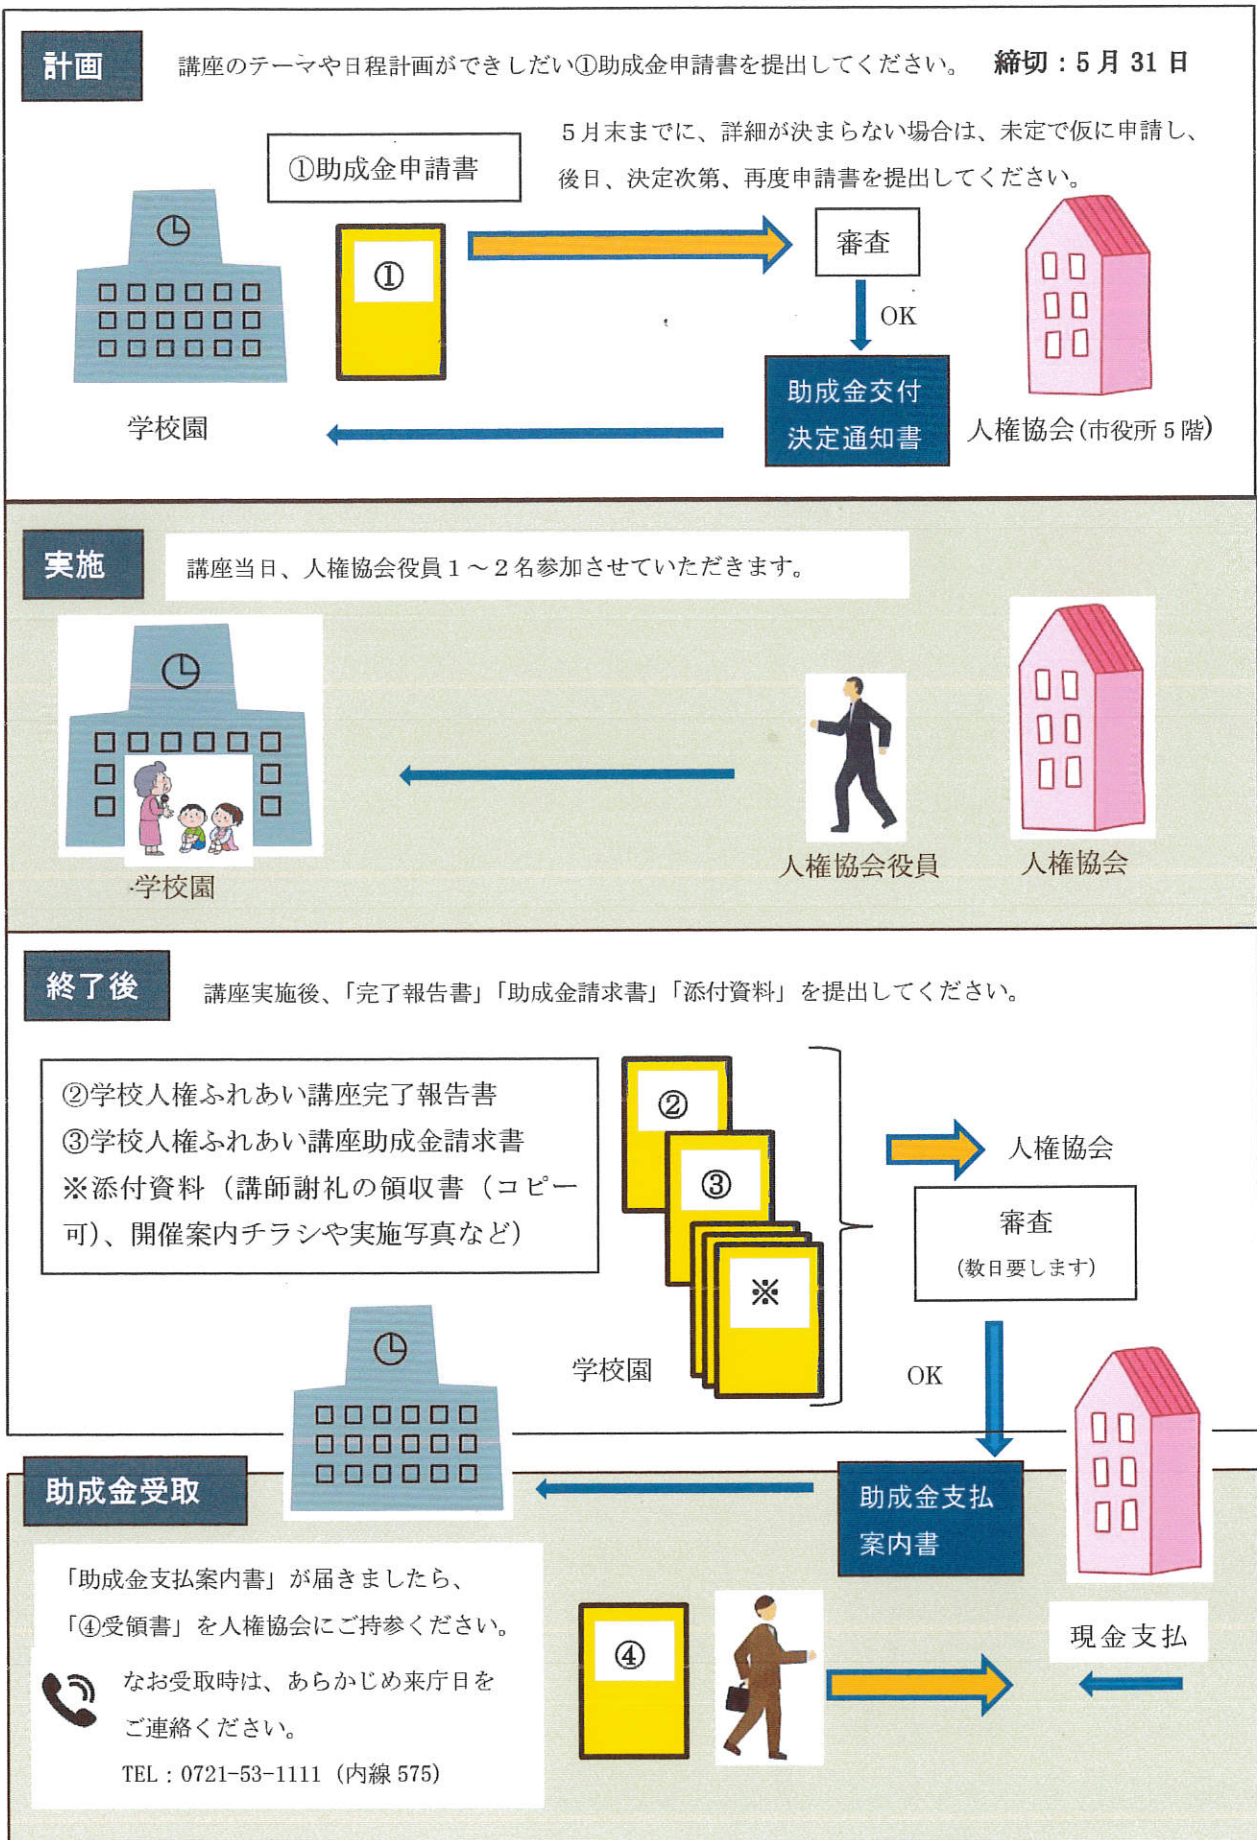 計画
講座のテーマや日程計画ができしだい①助成金申請書を提出してください。 締切：5月31日
①助成金申請書
5月末までに、詳細が決まらない場合は、未定で仮に申請し、
後日、決定次第、再度申請書を提出してください。
①
審査
OK
助成金交付
決定通知書
学校園
人権協会(市役所5階)
実施
講座当日、人権協会役員1～2名参加させていただきます。
学校園
人権協会役員
人権協会
終了後
講座実施後、「完了報告書」「助成金請求書」「添付資料」を提出してください。
②学校人権ふれあい講座完了報告書
③学校人権ふれあい講座助成金請求書
※添付資料（講師謝礼の領収書（コピー
可）、開催案内チラシや実施写真など）
②
③
※
学校園
人権協会
審査
(数日要します)
OK
助成金受取
助成金支払
案内書
「助成金支払案内書」が届きましたら、
「④受領書」を人権協会にご持参ください。
なお受取時は、あらかじめ来庁日を
ご連絡ください。
TEL：0721-53-1111（内線575）
④
現金支払